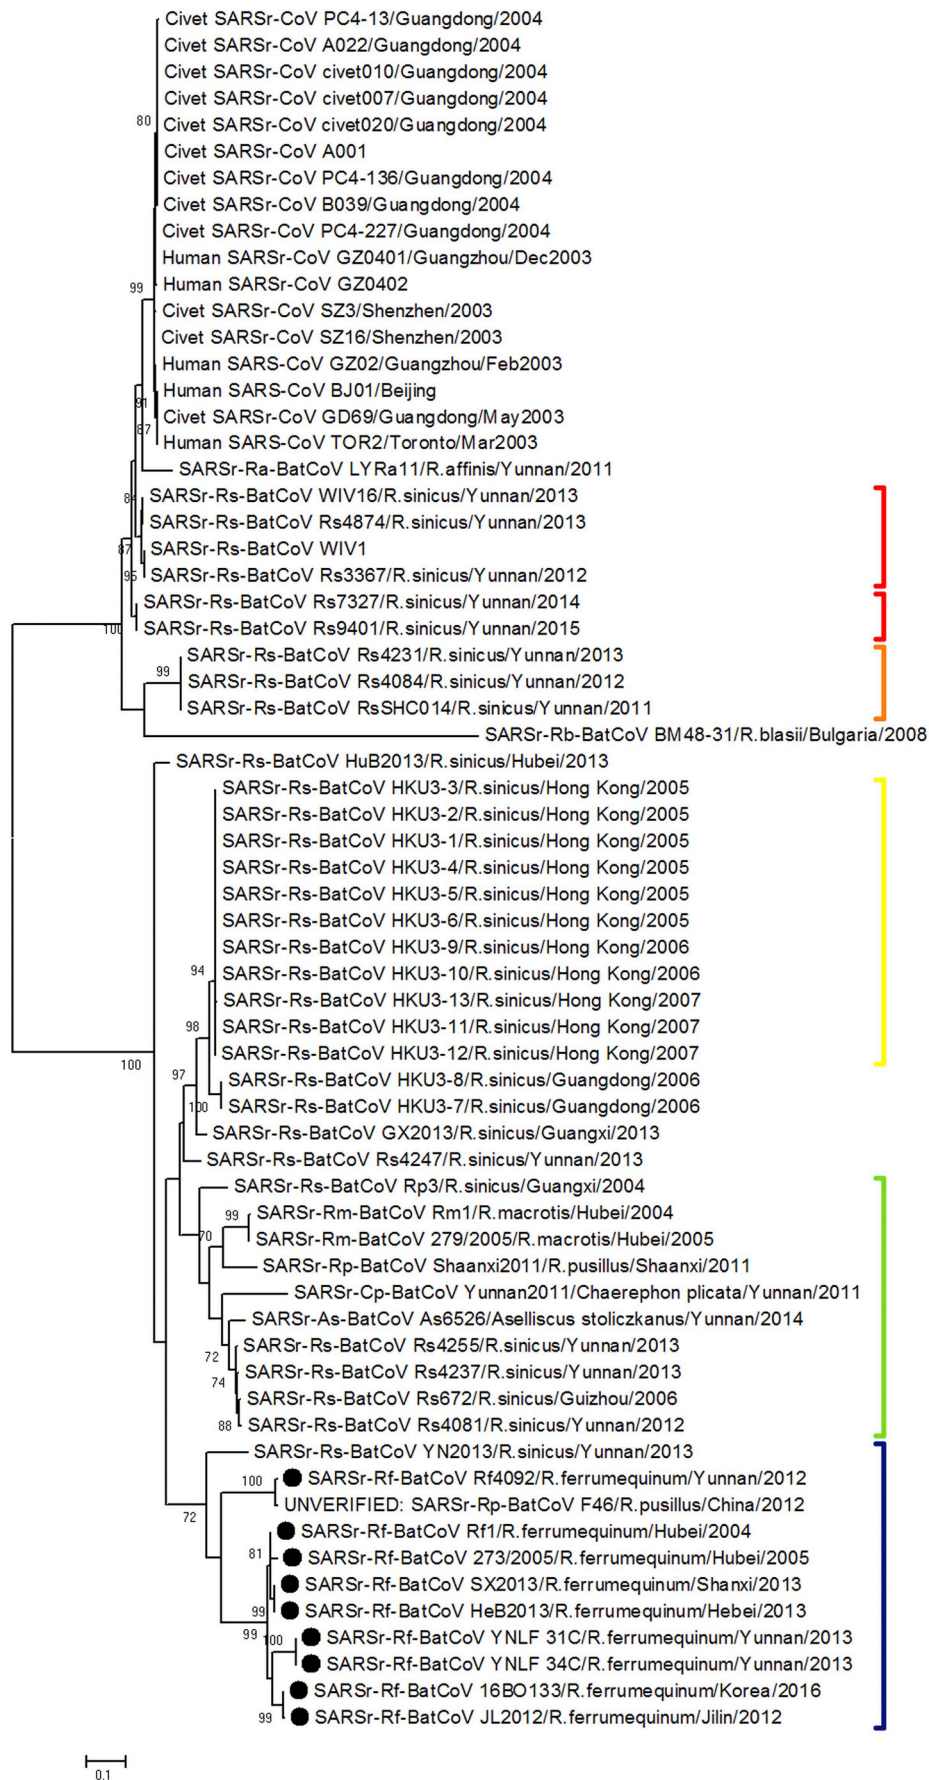 Civet SARSr-CoV PC4-13/Guangdong/2004
Civet SARSr-CoV A022/Guangdong/2004
Civet SARSr-CoV civet010/Guangdong/2004
Civet SARSr-CoV civet007/Guangdong/2004
Civet SARSr-CoV civet020/Guangdong/2004
80
Civet SARSr-CoV A001
Civet SARSr-CoV PC4-136/Guangdong/2004
Civet SARSr-CoV B039/Guangdong/2004
Civet SARSr-CoV PC4-227/Guangdong/2004
Human SARSr-CoV GZ0401/Guangzhou/Dec2003
99
Human SARSr-CoV GZ0402
Civet SARSr-CoV SZ3/Shenzhen/2003
Civet SARSr-CoV SZ16/Shenzhen/2003
Human SARS-CoV GZ02/Guangzhou/Feb2003
Human SARS-CoV BJ01/Beijing
91
Civet SARSr-CoV GD69/Guangdong/May2003
87
Human SARS-CoV TOR2/Toronto/Mar2003
SARSr-Ra-BatCoV LYRa11/R.affinis/Yunnan/2011
84
SARSr-Rs-BatCoV WIV16/R.sinicus/Yunnan/2013
SARSr-Rs-BatCoV Rs4874/R.sinicus/Yunnan/2013
87
SARSr-Rs-BatCoV WIV1
95
SARSr-Rs-BatCoV Rs3367/R.sinicus/Yunnan/2012
SARSr-Rs-BatCoV Rs7327/R.sinicus/Yunnan/2014
100
SARSr-Rs-BatCoV Rs9401/R.sinicus/Yunnan/2015
SARSr-Rs-BatCoV Rs4231/R.sinicus/Yunnan/2013
99
SARSr-Rs-BatCoV Rs4084/R.sinicus/Yunnan/2012
SARSr-Rs-BatCoV RsSHC014/R.sinicus/Yunnan/2011
SARSr-Rb-BatCoV BM48-31/R.blasii/Bulgaria/2008
SARSr-Rs-BatCoV HuB2013/R.sinicus/Hubei/2013
SARSr-Rs-BatCoV HKU3-3/R.sinicus/Hong Kong/2005
SARSr-Rs-BatCoV HKU3-2/R.sinicus/Hong Kong/2005
SARSr-Rs-BatCoV HKU3-1/R.sinicus/Hong Kong/2005
SARSr-Rs-BatCoV HKU3-4/R.sinicus/Hong Kong/2005
SARSr-Rs-BatCoV HKU3-5/R.sinicus/Hong Kong/2005
SARSr-Rs-BatCoV HKU3-6/R.sinicus/Hong Kong/2005
SARSr-Rs-BatCoV HKU3-9/R.sinicus/Hong Kong/2006
94
SARSr-Rs-BatCoV HKU3-10/R.sinicus/Hong Kong/2006
SARSr-Rs-BatCoV HKU3-13/R.sinicus/Hong Kong/2007
98
SARSr-Rs-BatCoV HKU3-11/R.sinicus/Hong Kong/2007
SARSr-Rs-BatCoV HKU3-12/R.sinicus/Hong Kong/2007
100
97
SARSr-Rs-BatCoV HKU3-8/R.sinicus/Guangdong/2006
100
SARSr-Rs-BatCoV HKU3-7/R.sinicus/Guangdong/2006
SARSr-Rs-BatCoV GX2013/R.sinicus/Guangxi/2013
SARSr-Rs-BatCoV Rs4247/R.sinicus/Yunnan/2013
SARSr-Rs-BatCoV Rp3/R.sinicus/Guangxi/2004
99
SARSr-Rm-BatCoV Rm1/R.macrotis/Hubei/2004
70
SARSr-Rm-BatCoV 279/2005/R.macrotis/Hubei/2005
SARSr-Rp-BatCoV Shaanxi2011/R.pusillus/Shaanxi/2011
SARSr-Cp-BatCoV Yunnan2011/Chaerephon plicata/Yunnan/2011
SARSr-As-BatCoV As6526/Aselliscus stoliczkanus/Yunnan/2014
SARSr-Rs-BatCoV Rs4255/R.sinicus/Yunnan/2013
72
SARSr-Rs-BatCoV Rs4237/R.sinicus/Yunnan/2013
74
SARSr-Rs-BatCoV Rs672/R.sinicus/Guizhou/2006
88
SARSr-Rs-BatCoV Rs4081/R.sinicus/Yunnan/2012
SARSr-Rs-BatCoV YN2013/R.sinicus/Yunnan/2013
100
SARSr-Rf-BatCoV Rf4092/R.ferrumequinum/Yunnan/2012
UNVERIFIED: SARSr-Rp-BatCoV F46/R.pusillus/China/2012
72
SARSr-Rf-BatCoV Rf1/R.ferrumequinum/Hubei/2004
81
SARSr-Rf-BatCoV 273/2005/R.ferrumequinum/Hubei/2005
SARSr-Rf-BatCoV SX2013/R.ferrumequinum/Shanxi/2013
99
SARSr-Rf-BatCoV HeB2013/R.ferrumequinum/Hebei/2013
99
100
SARSr-Rf-BatCoV YNLF 31C/R.ferrumequinum/Yunnan/2013
SARSr-Rf-BatCoV YNLF 34C/R.ferrumequinum/Yunnan/2013
SARSr-Rf-BatCoV 16BO133/R.ferrumequinum/Korea/2016
99
SARSr-Rf-BatCoV JL2012/R.ferrumequinum/Jilin/2012
0.1